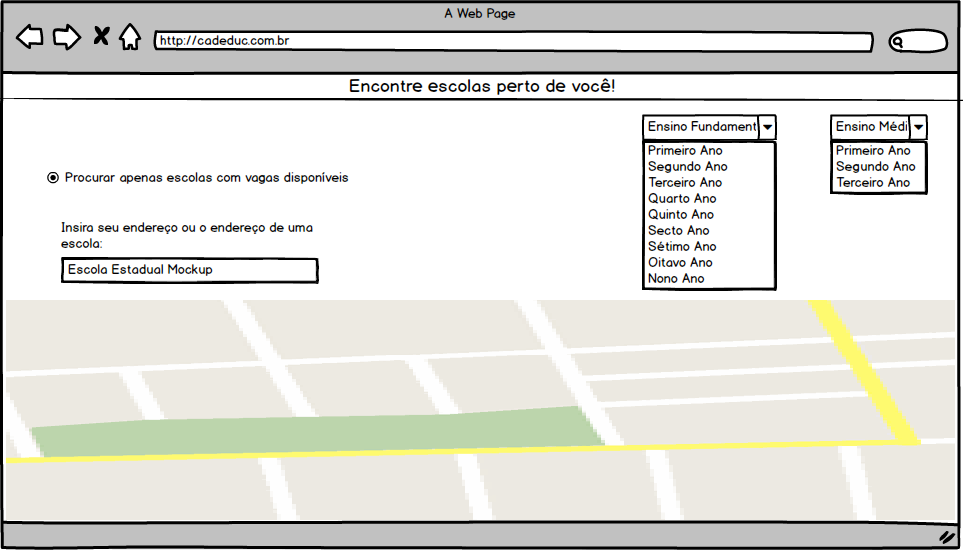 A Web Page
http://cadeduc.com.br
Encontre escolas perto de você!
Ensino Fundament
Ensino Médi
Primeiro Ano
Segundo Ano
Terceiro Ano
Quarto Ano
Quinto Ano
Secto Ano
Sétimo Ano
Oitavo Ano
Nono Ano
Primeiro Ano
Segundo Ano
Terceiro Ano
Procurar apenas escolas com vagas disponíveis
Insira seu endereço ou o endereço de uma
escola:
Escola Estadual Mockup